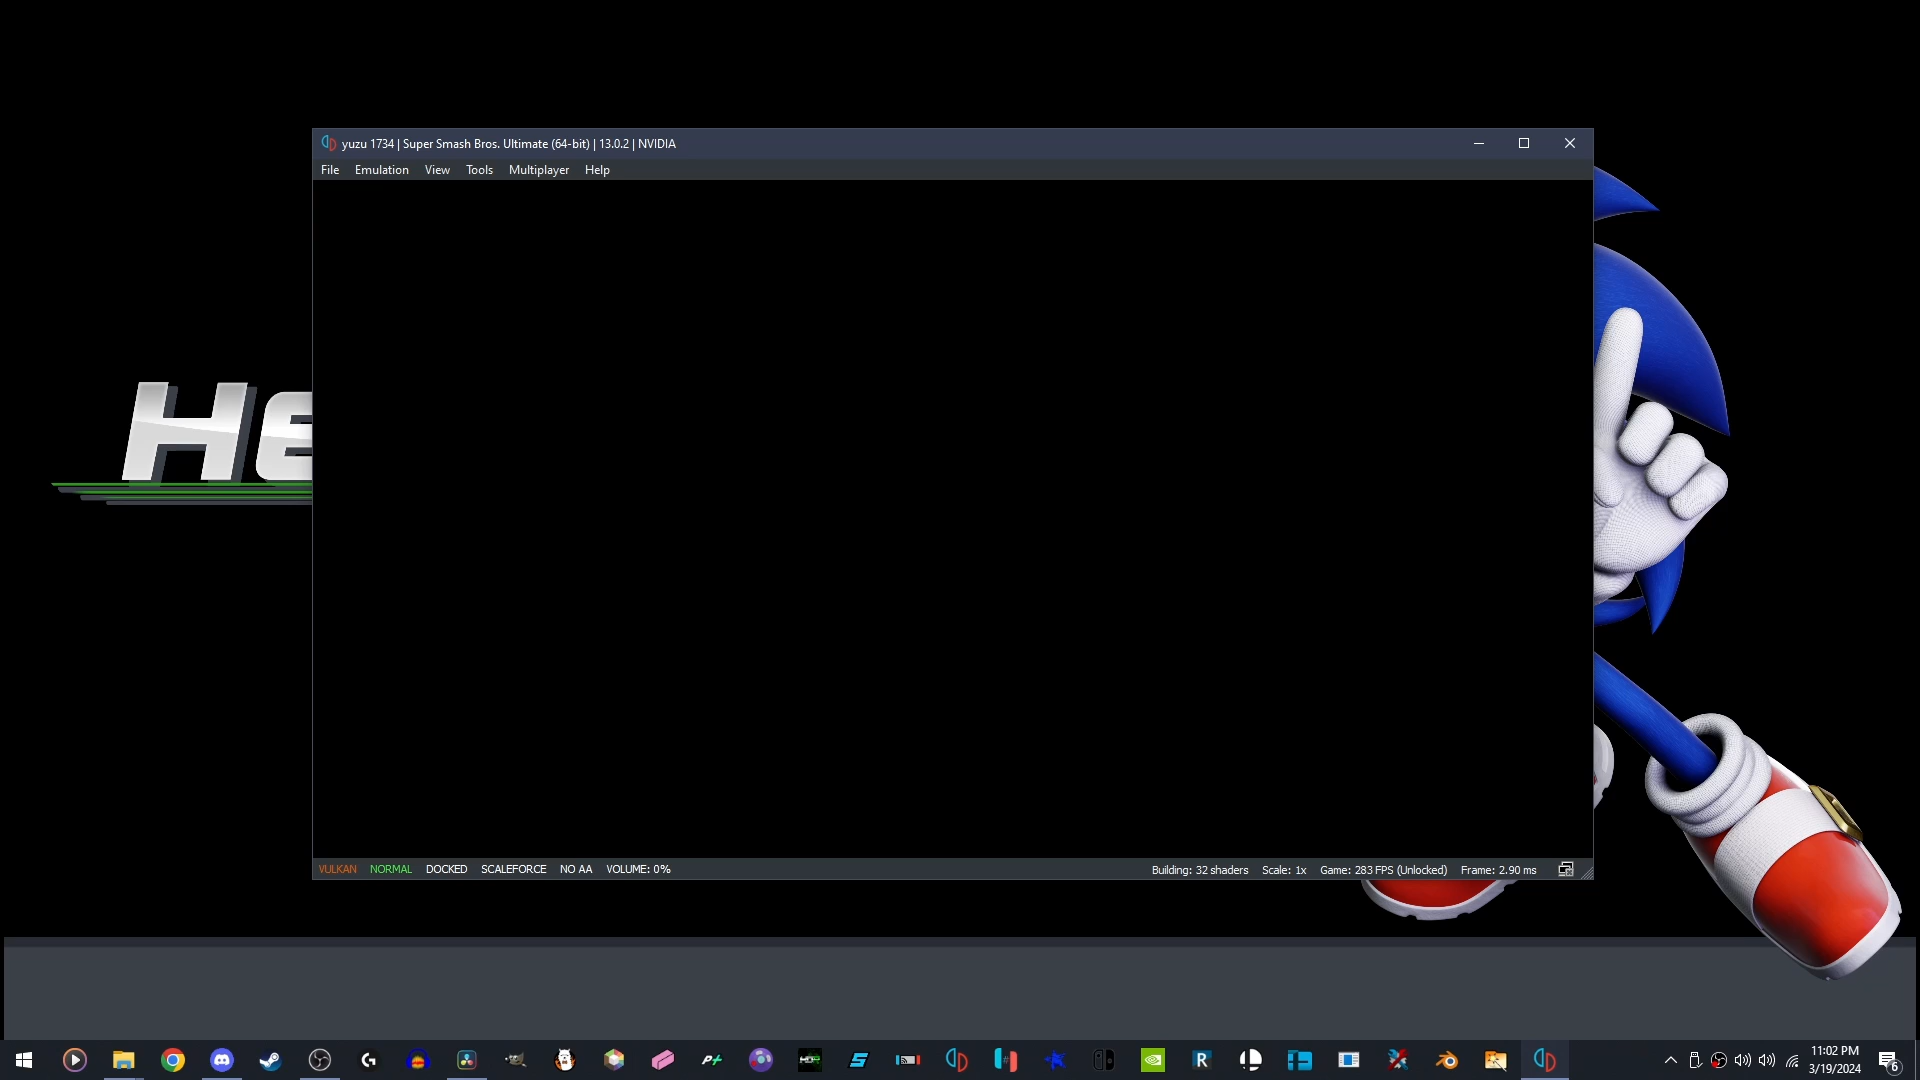 yuzu 1734 | Super Smash Bros. Ultimate (64-bit) | 13.0.2 | NVIDIA
File Emulation View Tools Multiplayer Help
He
VULKAN NORMAL DOCKED SCALEFORCE NO AA VOLUME: 0% Building: 32 shaders Scale: 1x Game: 283 FPS (Unlocked) Frame: 2.90 ms
11:02 PM
3/19/2024
6